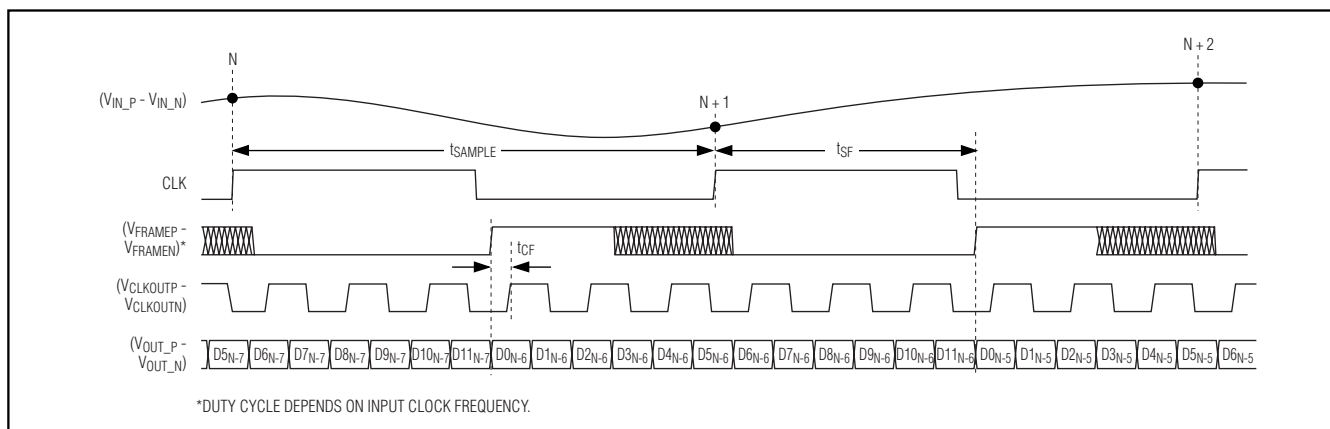 N
N + 1
N + 2
(VIN_P - VIN_N)
tSAMPLE
tSF
CLK
(VFRAMEP -
VFRAMEN)*
tCF
(VCLKOUTP -
VCLKOUTN)
(VOUT_P -
VOUT_N)
D5N-7 D6N-7 D7N-7 D8N-7 D9N-7 D10N-7 D11N-7 D0N-6 D1N-6 D2N-6 D3N-6 D4N-6 D5N-6 D6N-6 D7N-6 D8N-6 D9N-6 D10N-6 D11N-6 D0N-5 D1N-5 D2N-5 D3N-5 D4N-5 D5N-5 D6N-5
*DUTY CYCLE DEPENDS ON INPUT CLOCK FREQUENCY.